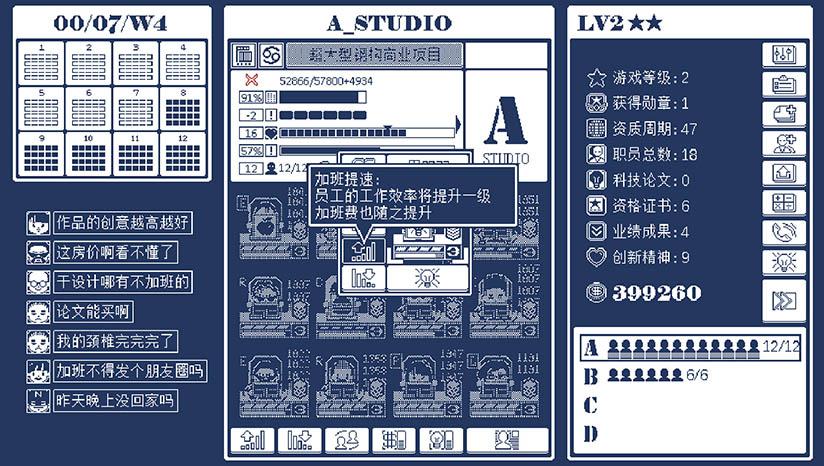 00/07/W4
1 2 3 4
5 6 7 8
9 10 11 12
作品的创意越高越好
这房价啊看不懂了
干设计哪有不加班的
论文能买啊
我的颈椎完完完了
加班不得发个朋友圈吗
昨天晚上没回家吗
A_STUDIO
超大型钢构商业项目
52866/57800+4934
91%
-2
16
57%
12 12/12
A
STUDIO
加班提速:
员工的工作效率将提升一级
加班费也随之提升
LV2
游戏等级: 2
获得勋章: 1
资质周期: 47
职员总数: 18
科技论文: 0
资格证书: 6
业绩成果: 4
创新精神: 9
399260
A 12/12
B 6/6
C
D